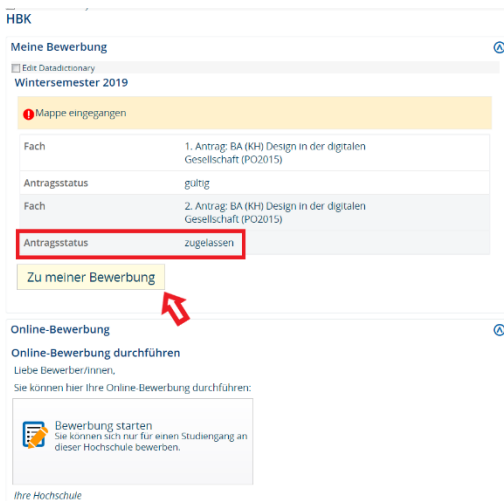 HBK
Meine Bewerbung
Edit Datadictionary
Wintersemester 2019
Mappe eingegangen
Fach 1. Antrag: BA (KH) Design in der digitalen
Gesellschaft (PO2015)
Antragsstatus gültig
Fach 2. Antrag: BA (KH) Design in der digitalen
Gesellschaft (PO2015)
Antragsstatus zugelassen
Zu meiner Bewerbung
Online-Bewerbung
Online-Bewerbung durchführen
Liebe Bewerber/innen,
Sie können hier Ihre Online-Bewerbung durchführen:
Bewerbung starten
Sie können sich nur für einen Studiengang an
dieser Hochschule bewerben.
Ihre Hochschule